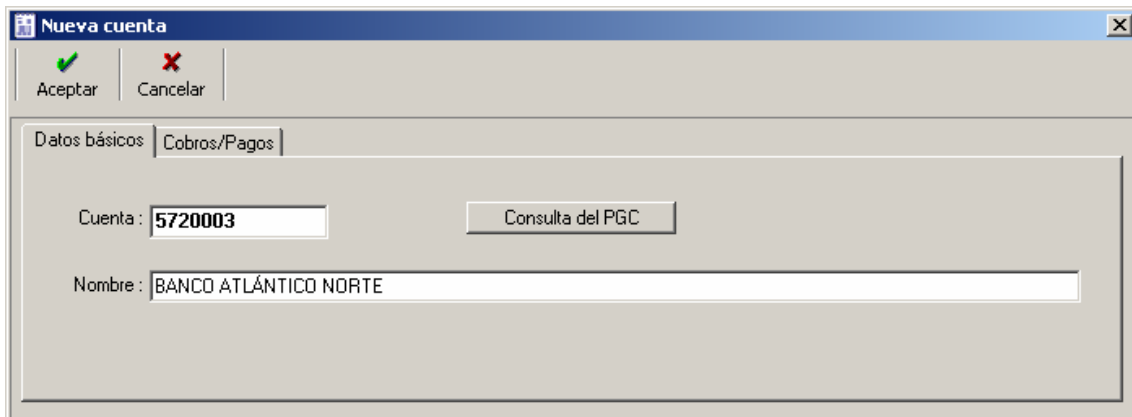 Nueva cuenta
Aceptar Cancelar
Datos básicos Cobros/Pagos
Cuenta : 5720003 Consulta del PGC
Nombre : BANCO ATLÁNTICO NORTE